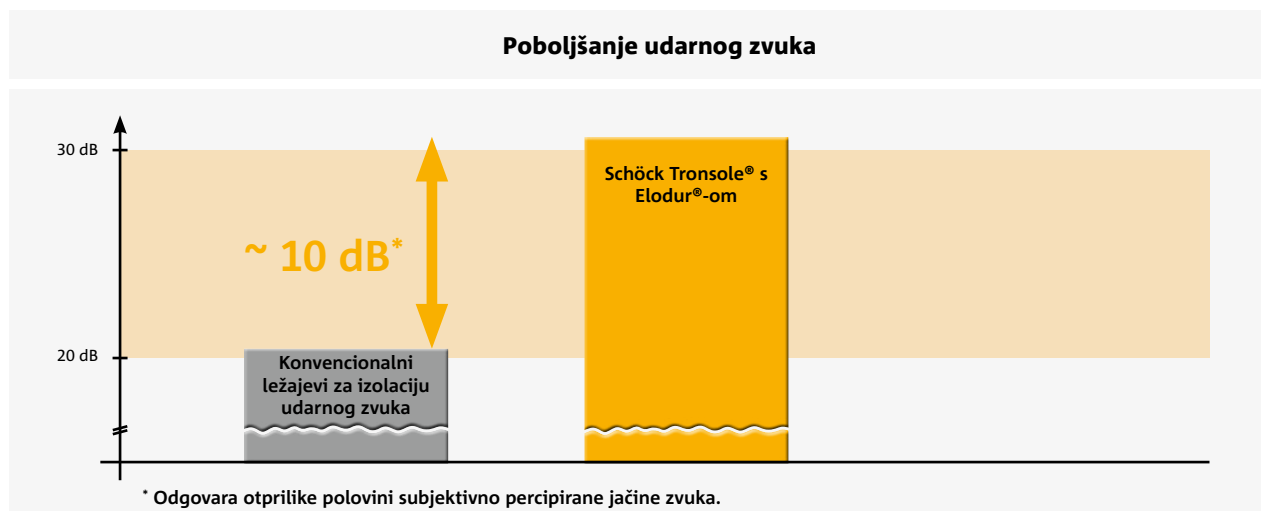 Poboljšanje udarnog zvuka
30 dB
Schöck Tronsole® s
Elodur®-om
~ 10 dB*
20 dB
Konvencionalni
ležajevi za izolaciju
udarnog zvuka
* Odgovara otprilike polovini subjektivno percipirane jačine zvuka.